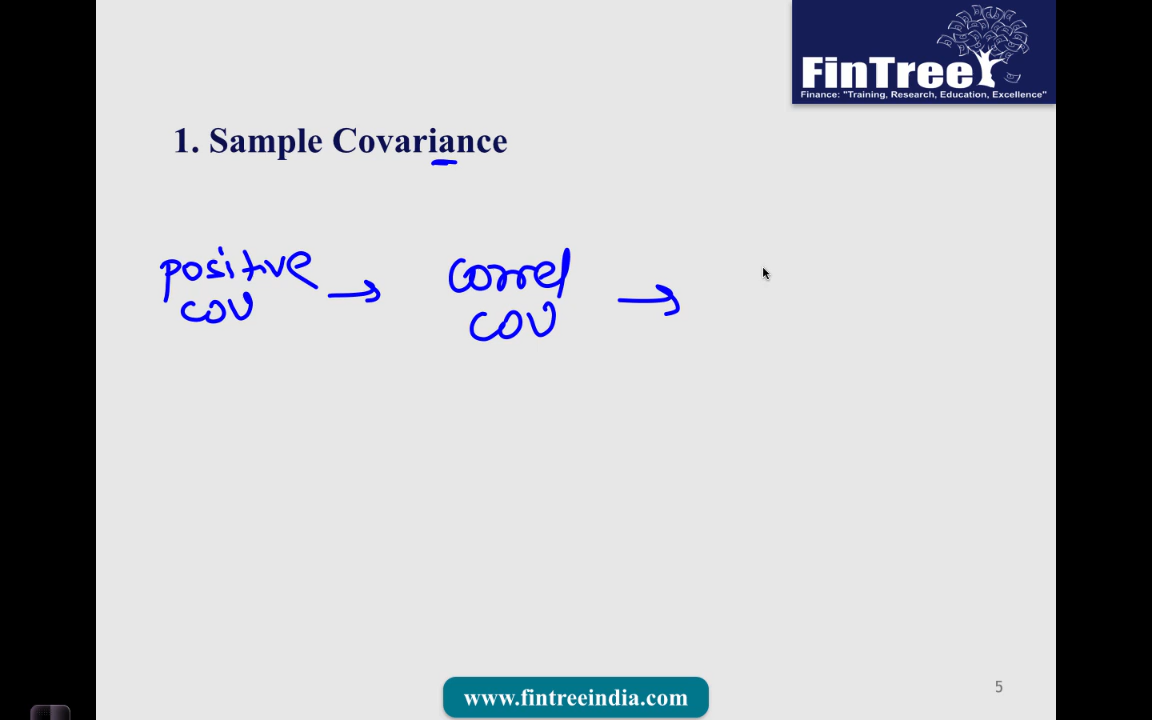 FinTree
Finance: "Training, Research, Education, Excellence"
1. Sample Covariance
positive
cov
→
correl
cov
→
www.fintreeindia.com
5